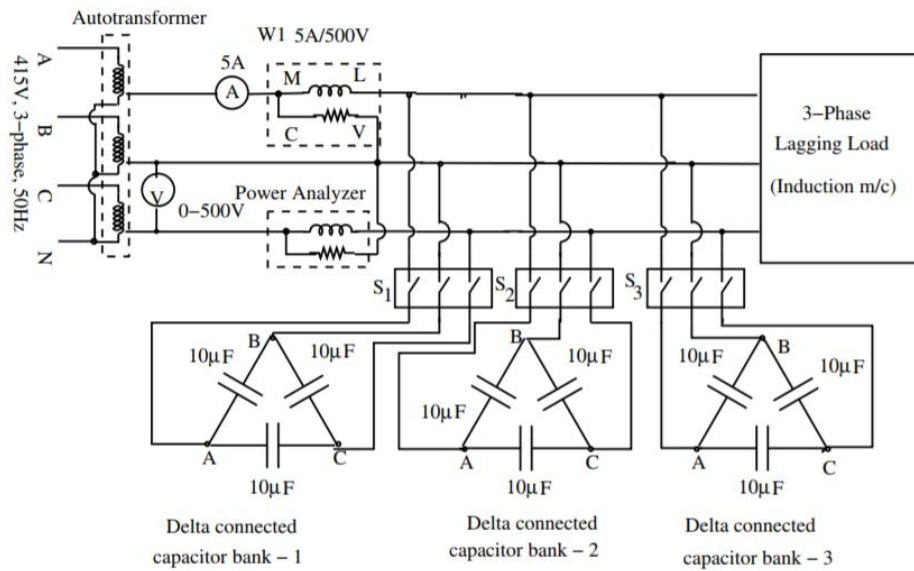 Autotransformer
W1 5A/500V
5A
A
M
L
C
V
A
B
C
N
415V, 3-phase, 50Hz
V
0-500V
Power Analyzer
3-Phase
Lagging Load
(Induction m/c)
S1
S2
S3
B
10µF
10µF
A
C
10µF
B
10µF
10µF
A
C
10µF
B
10µF
10µF
A
C
10µF
Delta connected
capacitor bank - 1
Delta connected
capacitor bank - 2
Delta connected
capacitor bank - 3